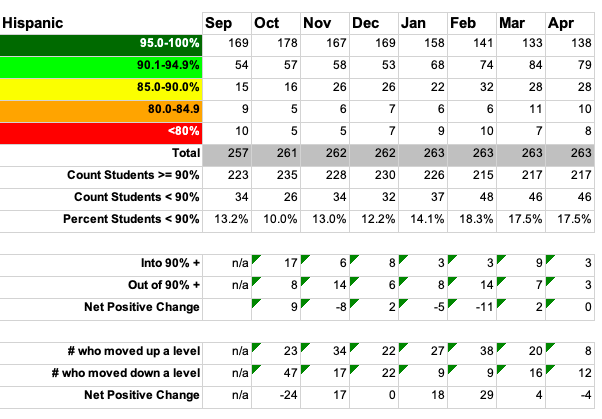 Hispanic Sep Oct Nov Dec Jan Feb Mar Apr
95.0-100% 169 178 167 169 158 141 133 138
90.1-94.9% 54 57 58 53 68 74 84 79
85.0-90.0% 15 16 26 26 22 32 28 28
80.0-84.9 9 5 6 7 6 6 11 10
<80% 10 5 5 7 9 10 7 8
Total 257 261 262 262 263 263 263 263
Count Students >= 90% 223 235 228 230 226 215 217 217
Count Students < 90% 34 26 34 32 37 48 46 46
Percent Students < 90% 13.2% 10.0% 13.0% 12.2% 14.1% 18.3% 17.5% 17.5%
Into 90% + n/a 17 6 8 3 3 9 3
Out of 90% + n/a 8 14 6 8 14 7 3
Net Positive Change 9 -8 2 -5 -11 2 0
# who moved up a level n/a 23 34 22 27 38 20 8
# who moved down a level n/a 47 17 22 9 9 16 12
Net Positive Change n/a -24 17 0 18 29 4 -4